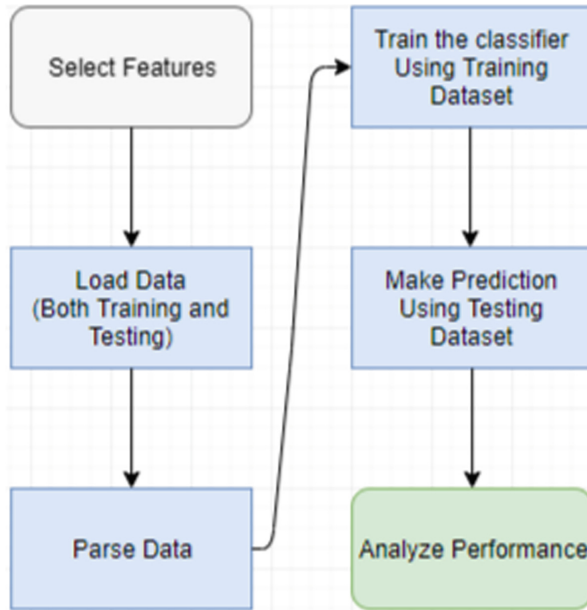 Select Features
Load Data
(Both Training and
Testing)
Parse Data
Train the classifier
Using Training
Dataset
Make Prediction
Using Testing
Dataset
Analyze Performance